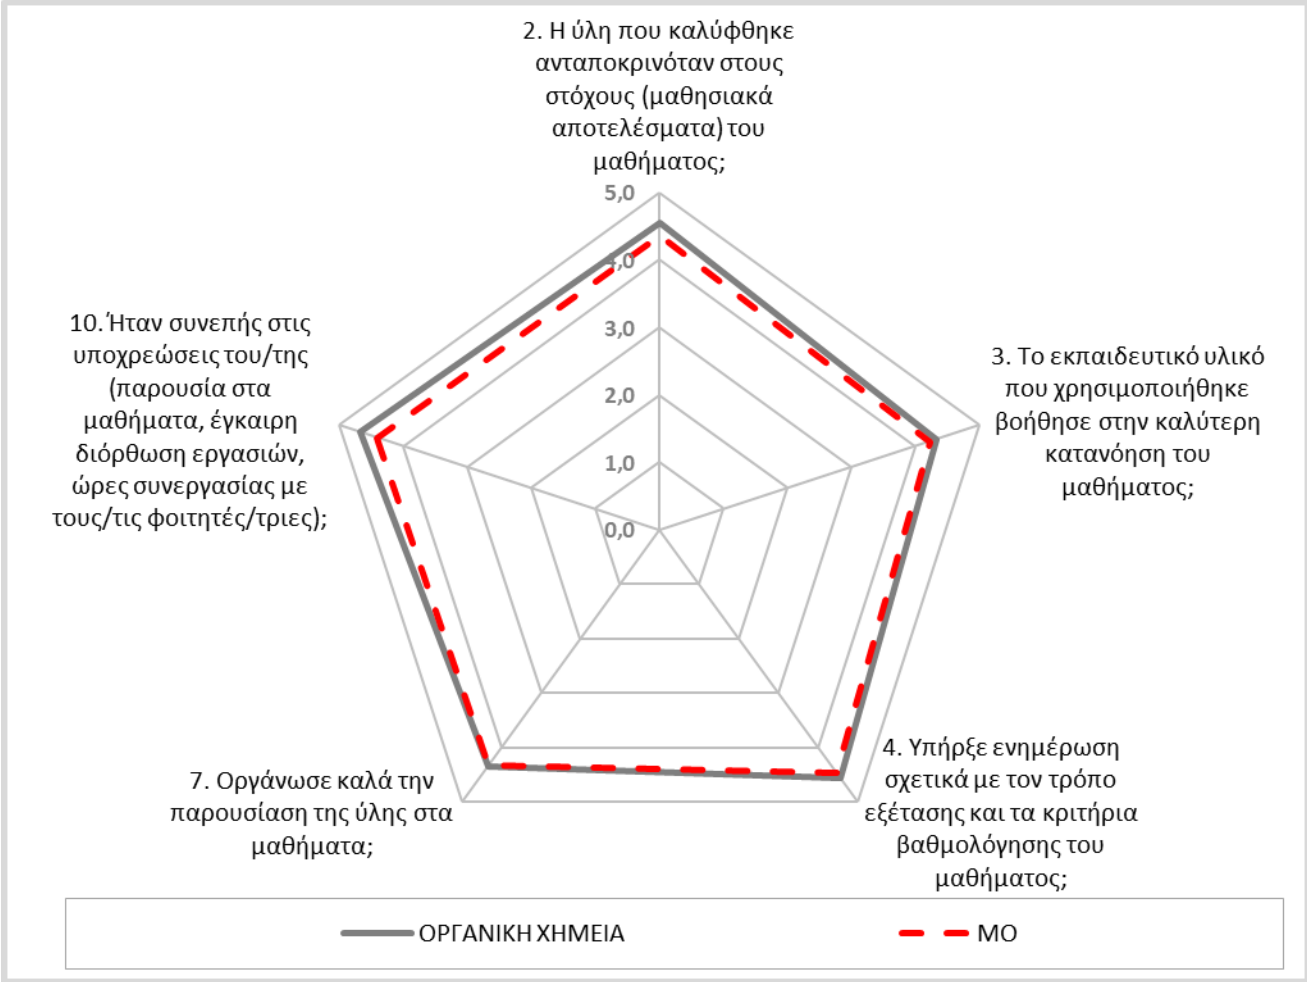 2. Η ύλη που καλύφθηκε
ανταποκρινόταν στους
στόχους (μαθησιακά
αποτελέσματα) του
μαθήματος;
5,0
4,0
3,0
2,0
1,0
0,0
3. Το εκπαιδευτικό υλικό
που χρησιμοποιήθηκε
βοήθησε στην καλύτερη
κατανόηση του
μαθήματος;
4. Υπήρξε ενημέρωση
σχετικά με τον τρόπο
εξέτασης και τα κριτήρια
βαθμολόγησης του
μαθήματος;
7. Οργάνωσε καλά την
παρουσίαση της ύλης στα
μαθήματα;
10. Ήταν συνεπής στις
υποχρεώσεις του/της
(παρουσία στα
μαθήματα, έγκαιρη
διόρθωση εργασιών,
ώρες συνεργασίας με
τους/τις φοιτητές/τριες);
ΟΡΓΑΝΙΚΗ ΧΗΜΕΙΑ
ΜΟ